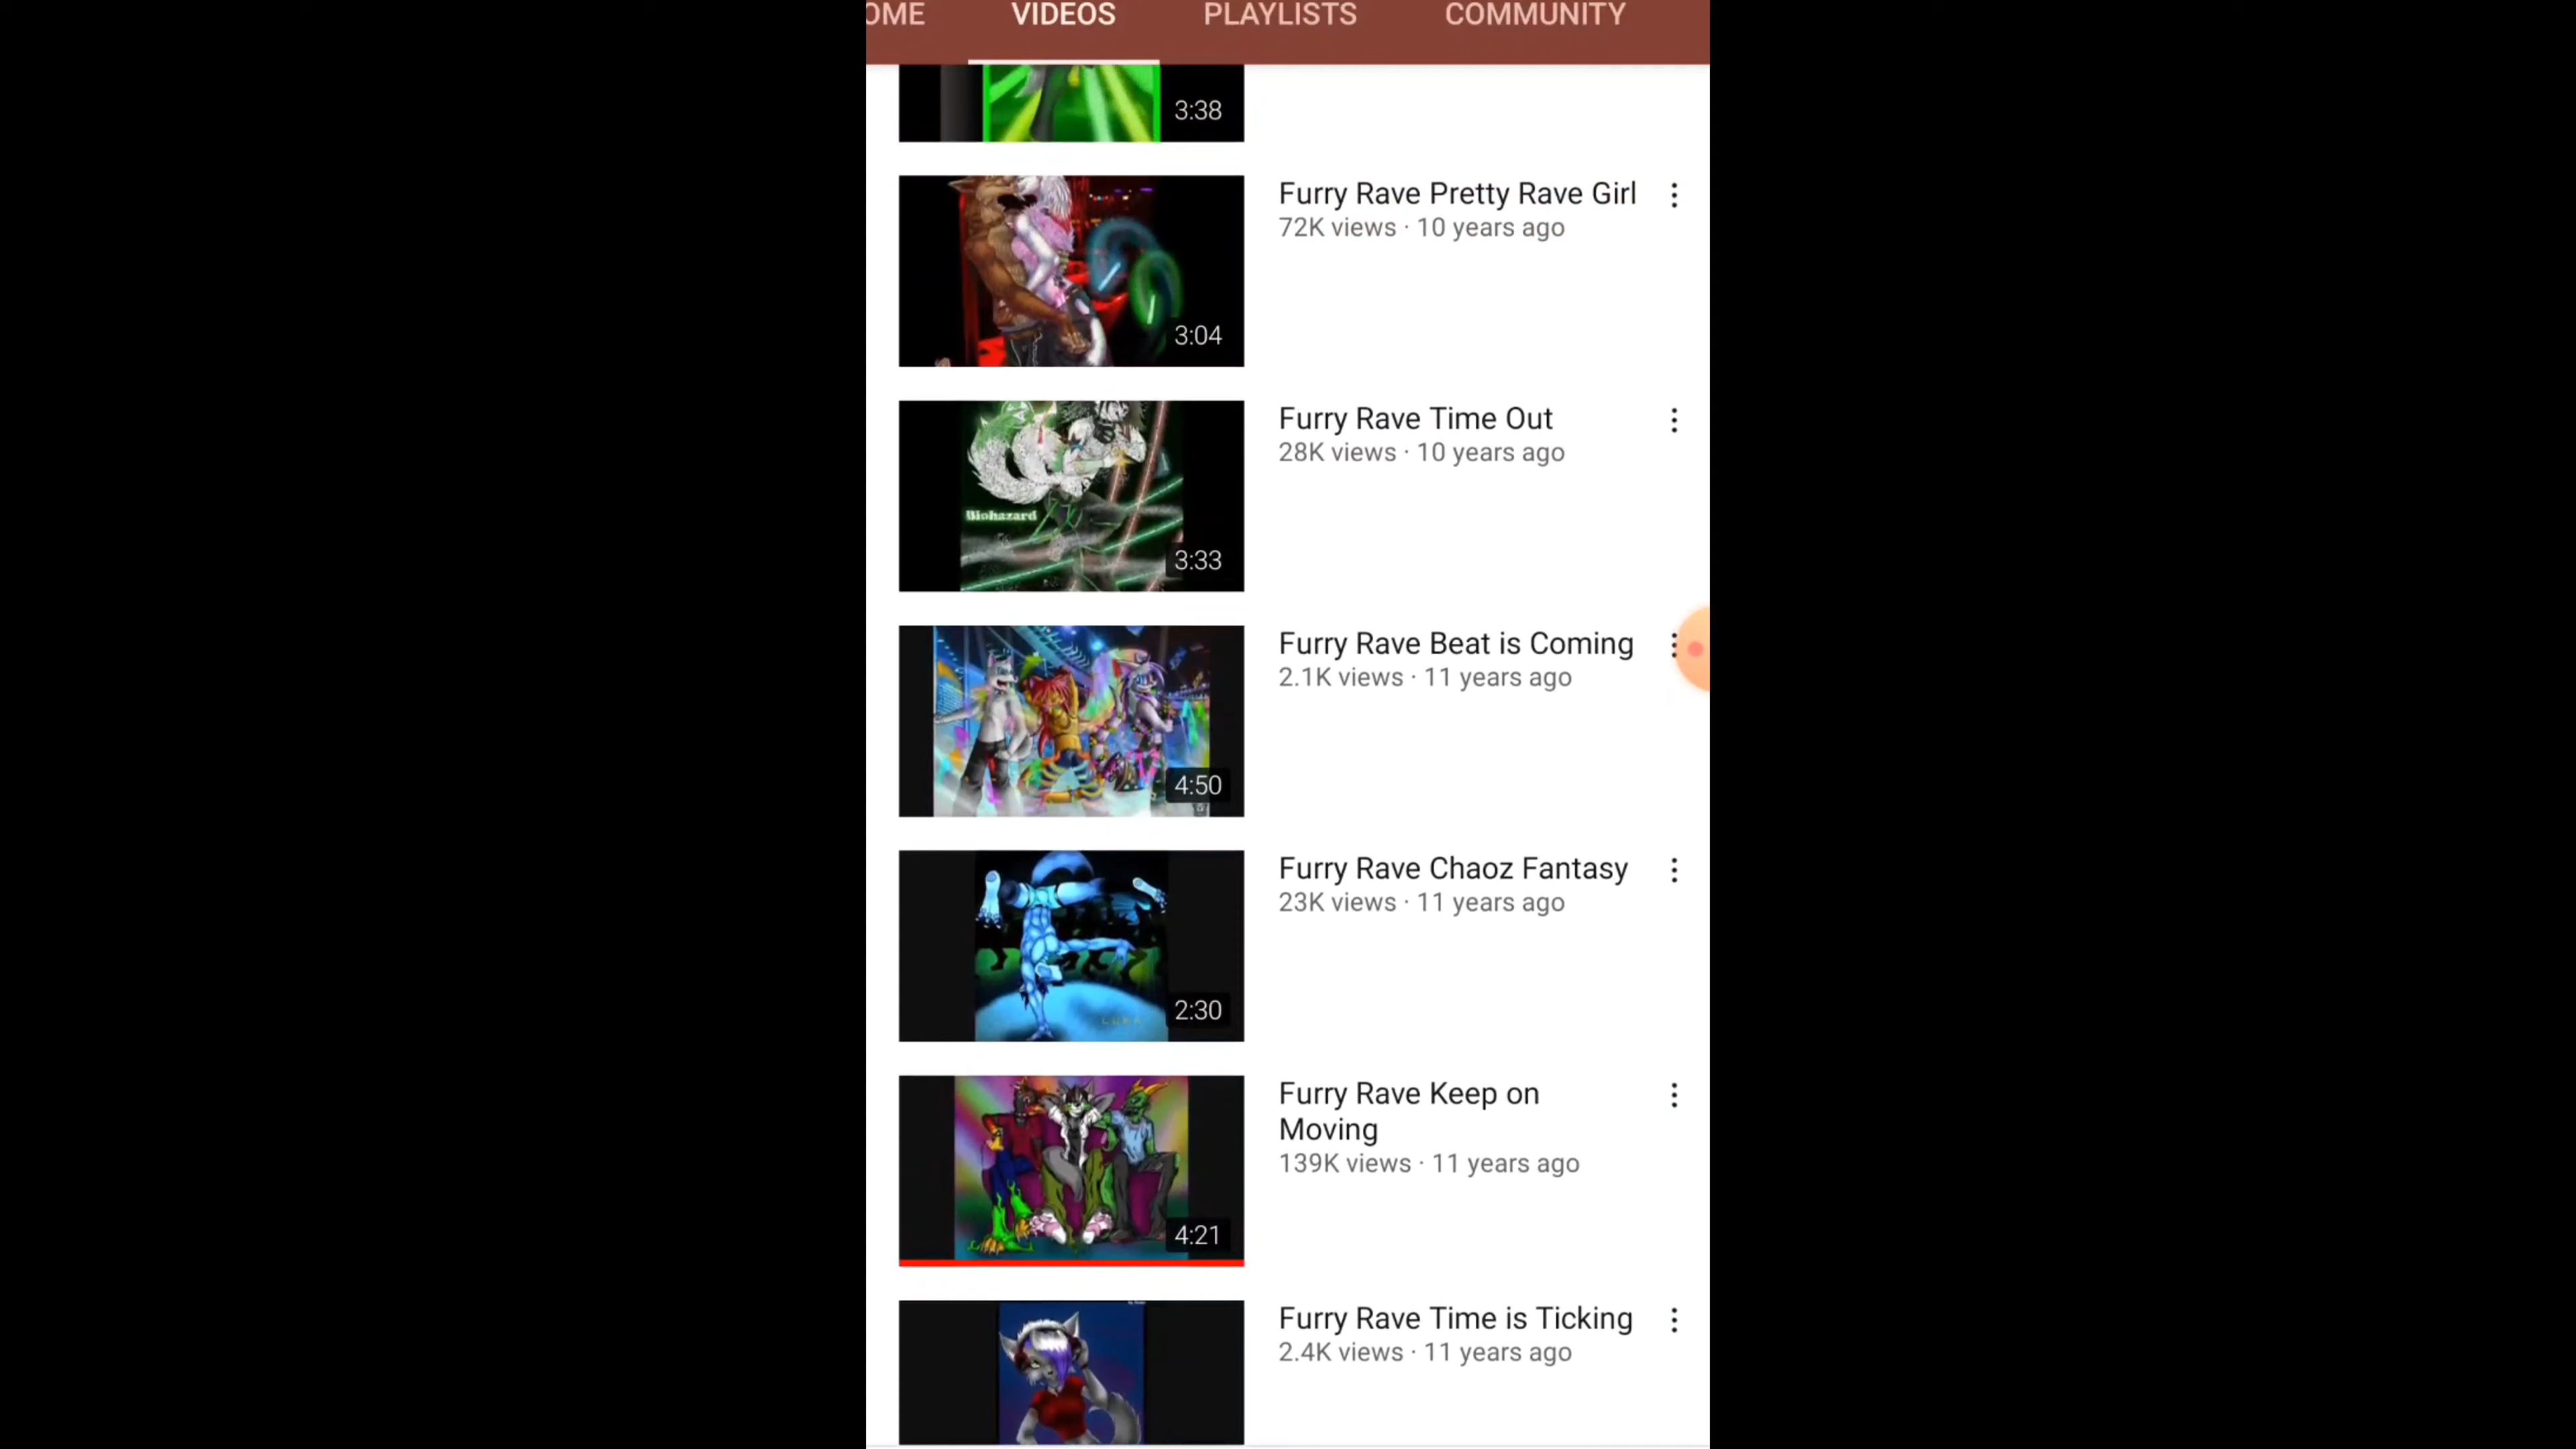 OME VIDEOS PLAYLISTS COMMUNITY
3:38
Furry Rave Pretty Rave Girl
72K views · 10 years ago
3:04
Furry Rave Time Out
28K views · 10 years ago
Biohazard
3:33
Furry Rave Beat is Coming
2.1K views · 11 years ago
4:50
Furry Rave Chaoz Fantasy
23K views · 11 years ago
2:30
Furry Rave Keep on
Moving
139K views · 11 years ago
4:21
Furry Rave Time is Ticking
2.4K views · 11 years ago